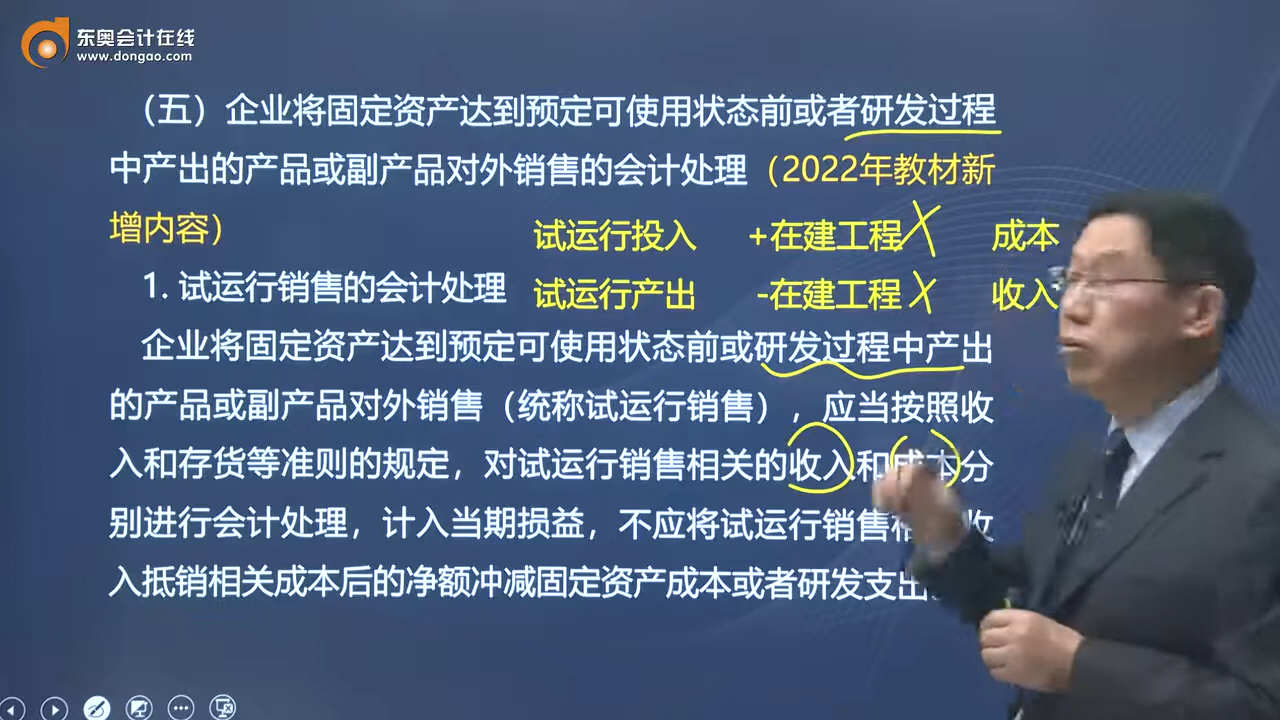 东奥会计在线
www.dongao.com
（五）企业将固定资产达到预定可使用状态前或者研发过程
中产出的产品或副产品对外销售的会计处理（2022年教材新
增内容）
试运行投入 +在建工程 成本
1. 试运行销售的会计处理
试运行产出 -在建工程 收入
企业将固定资产达到预定可使用状态前或研发过程中产出
的产品或副产品对外销售（统称试运行销售），应当按照收
入和存货等准则的规定，对试运行销售相关的收入和成本分
别进行会计处理，计入当期损益，不应将试运行销售相 收
入抵销相关成本后的净额冲减固定资产成本或者研发支出